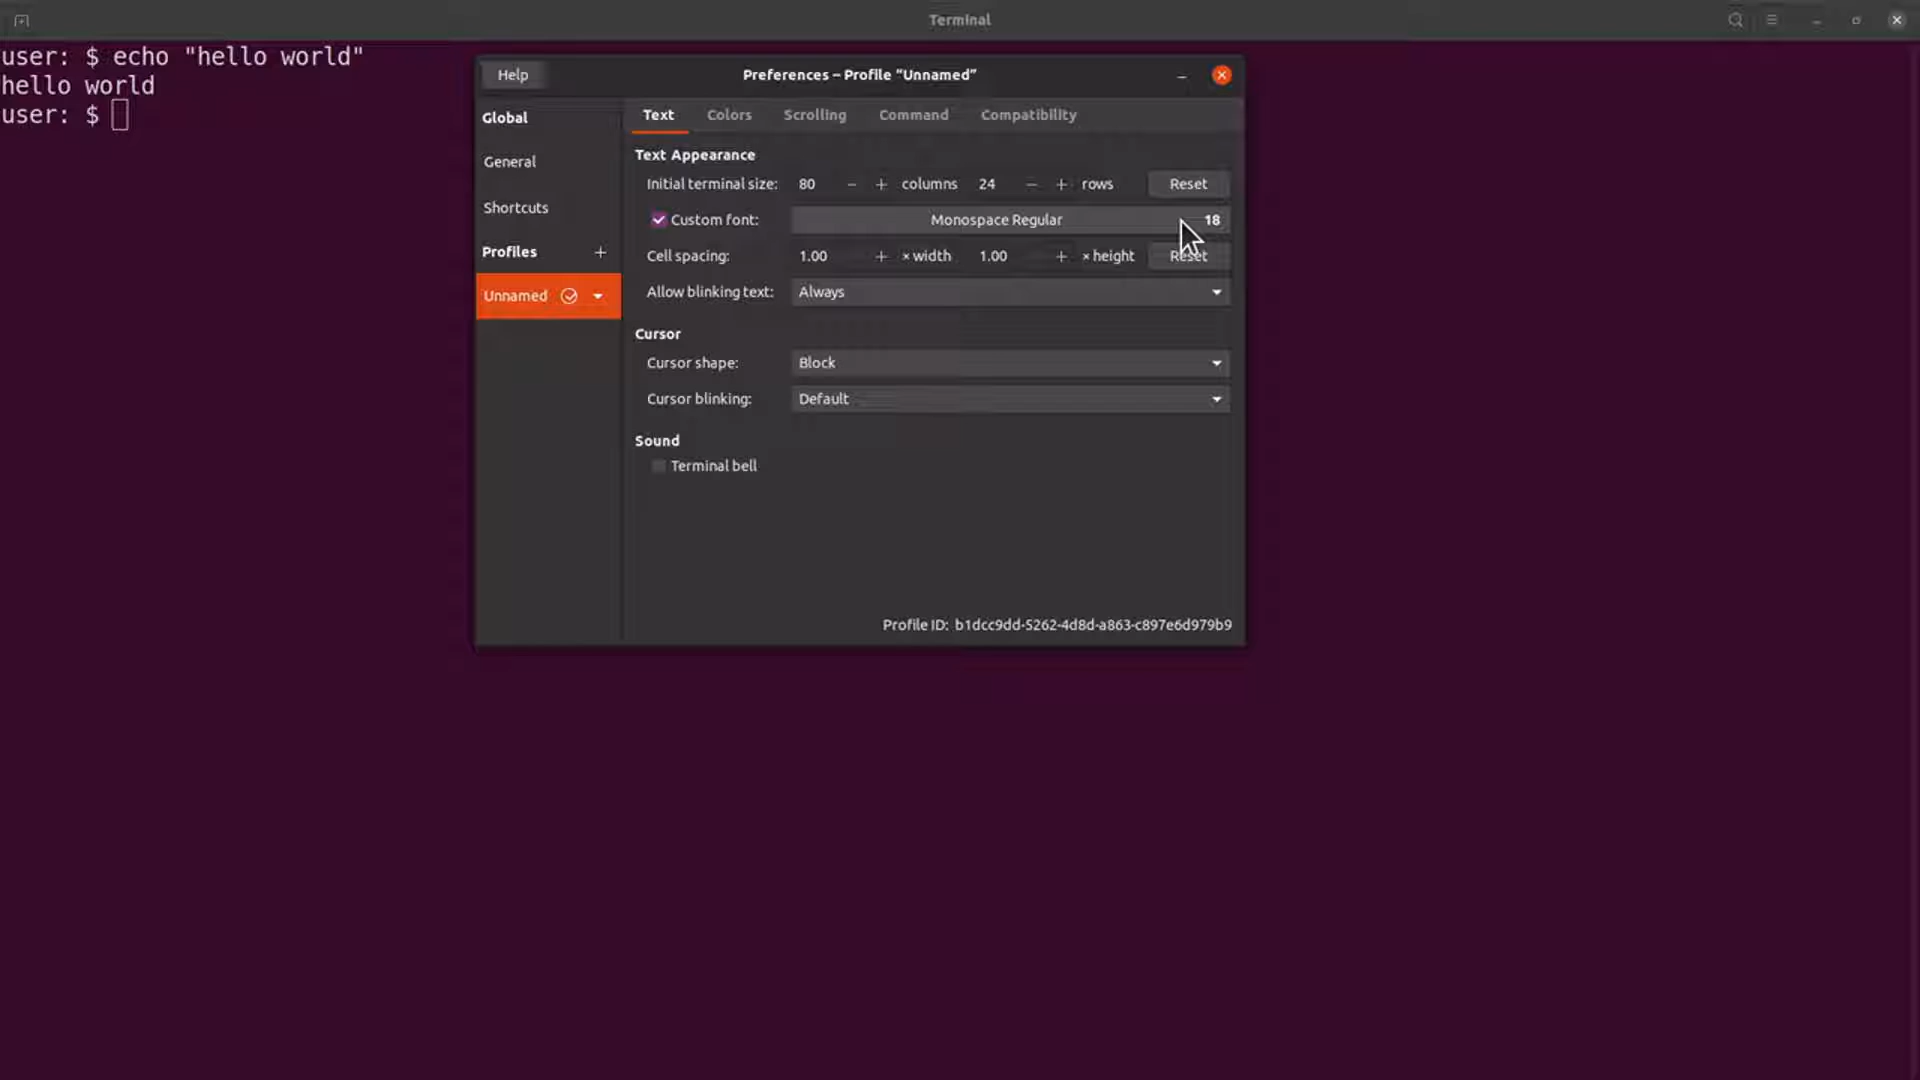 Terminal
user: $ echo "hello world"
hello world
user: $
Help
Preferences – Profile “Unnamed”
Global
General
Shortcuts
Profiles +
Unnamed
Text Colors Scrolling Command Compatibility
Text Appearance
Initial terminal size: 80 − + columns 24 − + rows Reset
Custom font: Monospace Regular 18
Cell spacing: 1.00 + × width 1.00 + × height Reset
Allow blinking text: Always
Cursor
Cursor shape: Block
Cursor blinking: Default
Sound
Terminal bell
Profile ID: b1dcc9dd-5262-4d8d-a863-c897e6d979b9